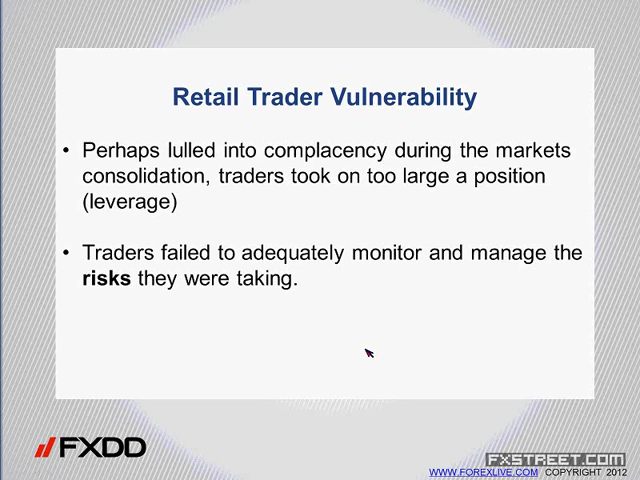 Retail Trader Vulnerability
• Perhaps lulled into complacency during the markets
consolidation, traders took on too large a position
(leverage)
• Traders failed to adequately monitor and manage the
risks they were taking.
FXDD
FXSTREET.COM
WWW.FOREXLIVE.COM COPYRIGHT 2012